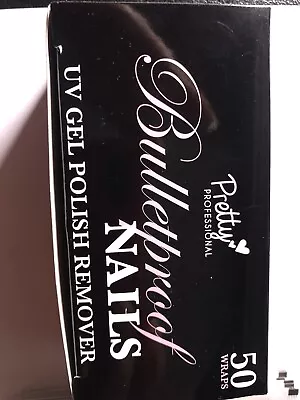 Pretty
PROFESSIONAL
50
WRAPS
Bulletproof
NAILS
UV GEL POLISH REMOVER